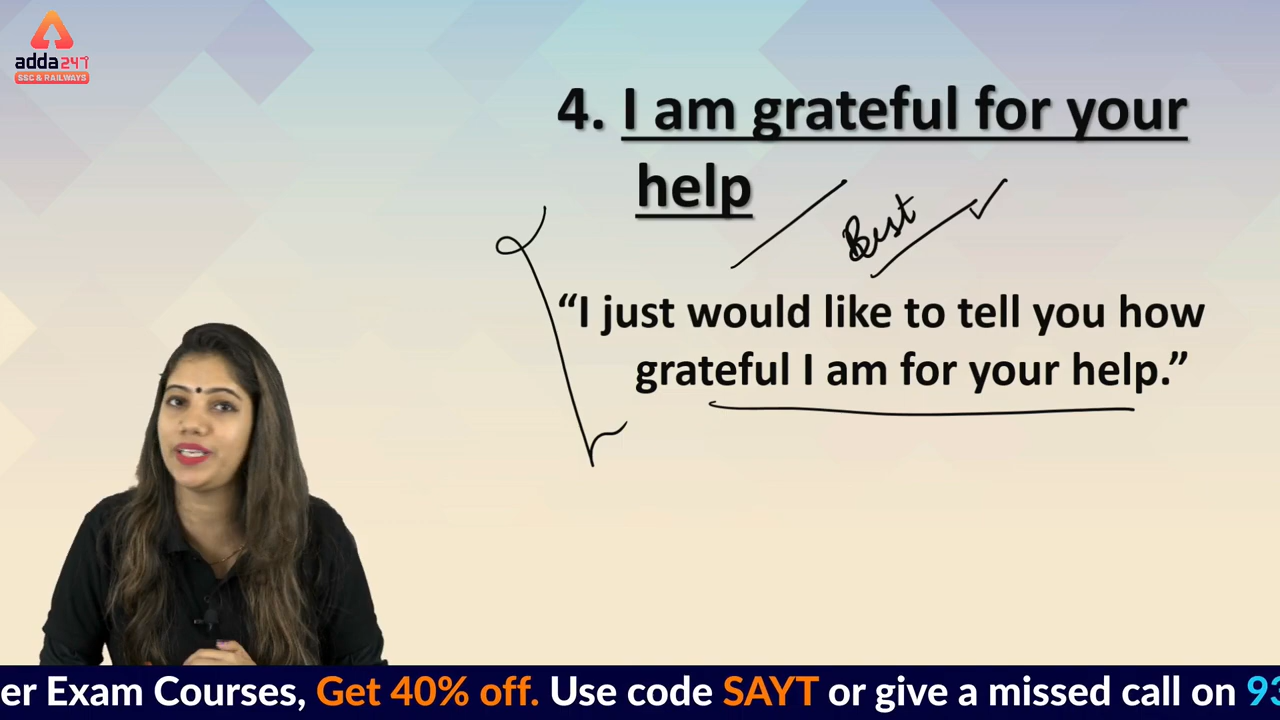 adda247
SSC & RAILWAYS
4. I am grateful for your
help
Best
“I just would like to tell you how
grateful I am for your help.”
er Exam Courses, Get 40% off. Use code SAYT or give a missed call on 93